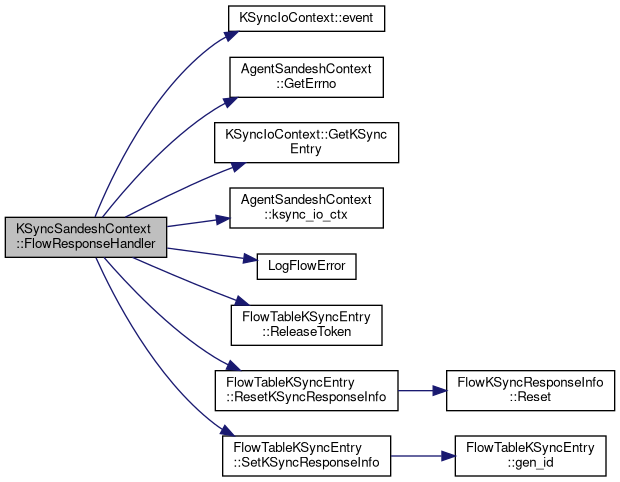 KSyncIoContext::event
AgentSandeshContext
::GetErrno
KSyncIoContext::GetKSync
Entry
AgentSandeshContext
::ksync_io_ctx
KSyncSandeshContext
::FlowResponseHandler
LogFlowError
FlowTableKSyncEntry
::ReleaseToken
FlowTableKSyncEntry
::ResetKSyncResponseInfo
FlowKSyncResponseInfo
::Reset
FlowTableKSyncEntry
::SetKSyncResponseInfo
FlowTableKSyncEntry
::gen_id